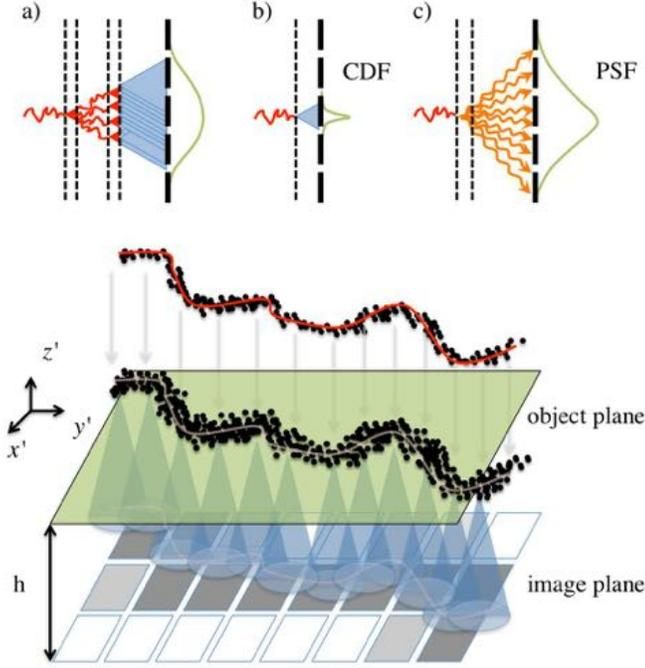 a)
b)
c)
CDF
PSF
z'
y'
x'
object plane
h
image plane